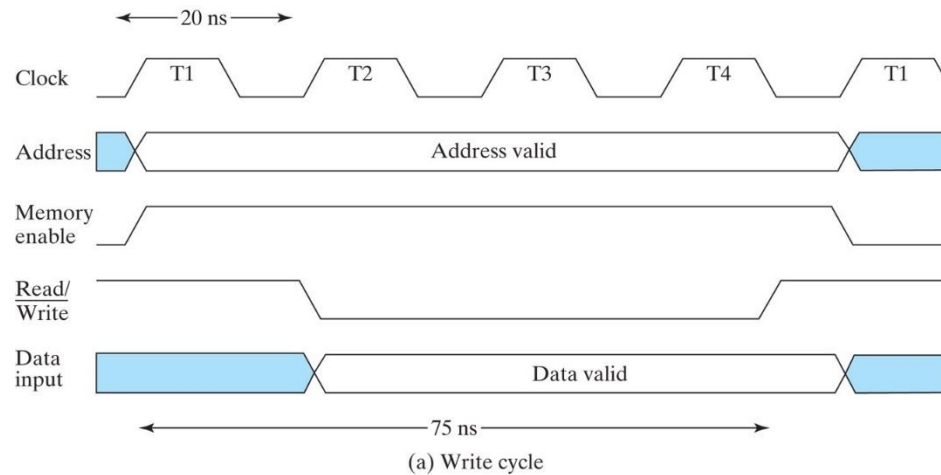 20 ns
Clock T1 T2 T3 T4 T1
Address Address valid
Memory
enable
Read/
Write
Data
input Data valid
75 ns
(a) Write cycle